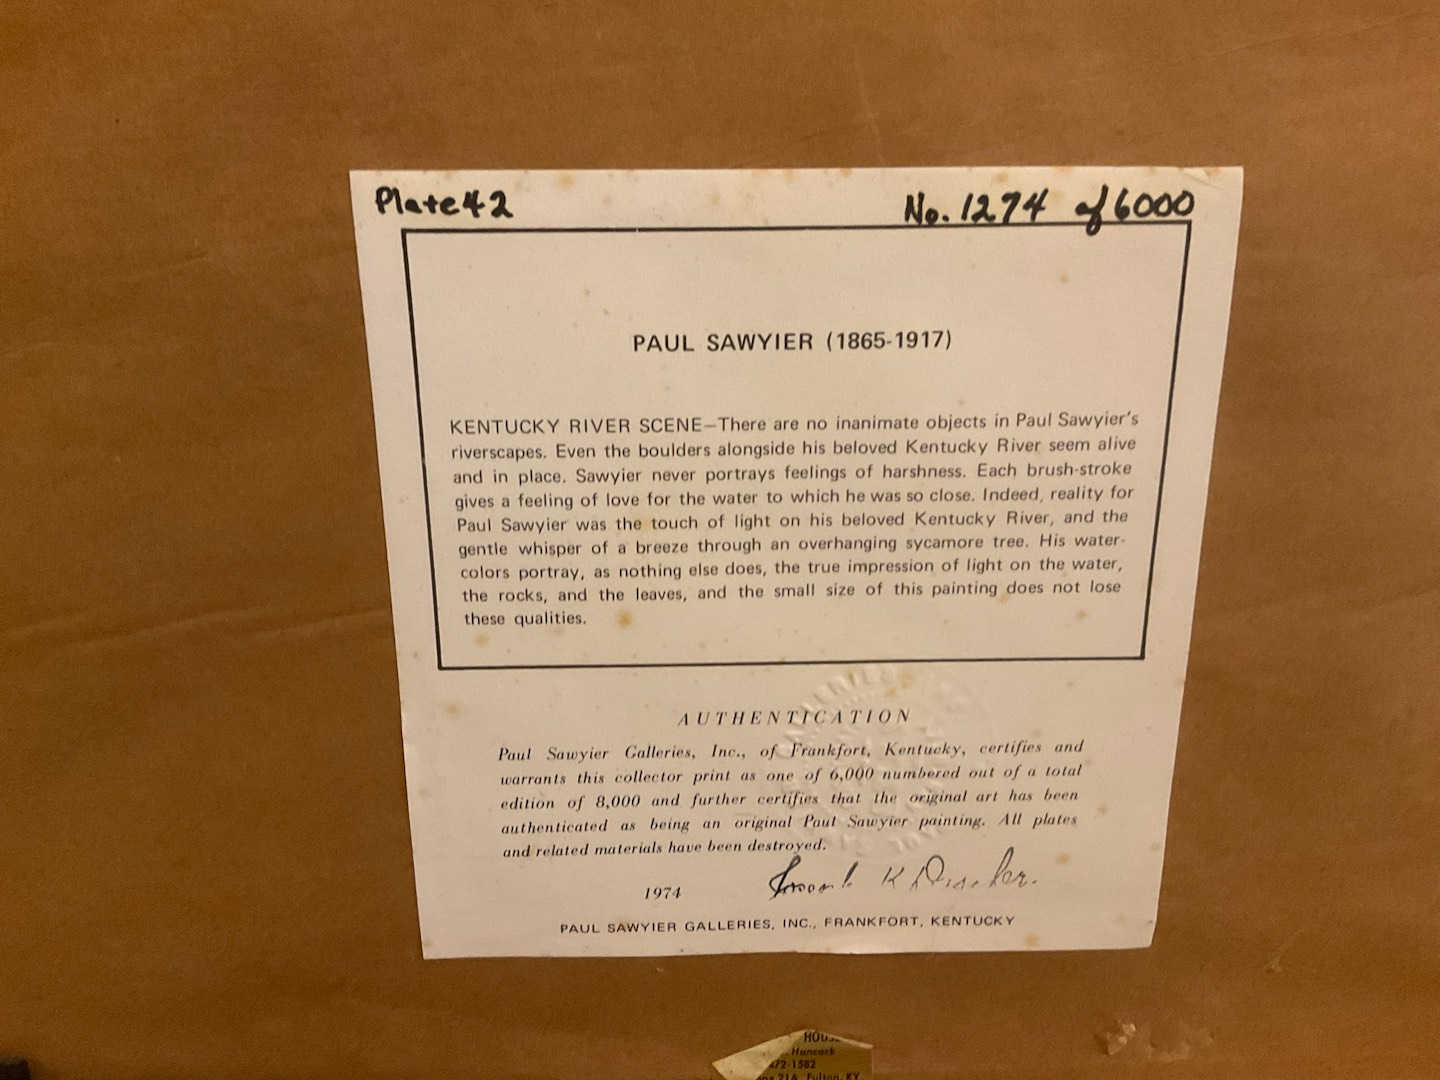 Plate 42 No. 1274 of 6000
PAUL SAWYIER (1865-1917)
KENTUCKY RIVER SCENE—There are no inanimate objects in Paul Sawyier's
riverscapes. Even the boulders alongside his beloved Kentucky River seem alive
and in place. Sawyier never portrays feelings of harshness. Each brush-stroke
gives a feeling of love for the water to which he was so close. Indeed, reality for
Paul Sawyier was the touch of light on his beloved Kentucky River, and the
gentle whisper of a breeze through an overhanging sycamore tree. His water-
colors portray, as nothing else does, the true impression of light on the water,
the rocks, and the leaves, and the small size of this painting does not lose
these qualities.
AUTHENTICATION
Paul Sawyier Galleries, Inc., of Frankfort, Kentucky, certifies and
warrants this collector print as one of 6,000 numbered out of a total
edition of 8,000 and further certifies that the original art has been
authenticated as being an original Paul Sawyier painting. All plates
and related materials have been destroyed.
1974
PAUL SAWYIER GALLERIES, INC., FRANKFORT, KENTUCKY
Hancock
72-1582
21A, Fulton, KY